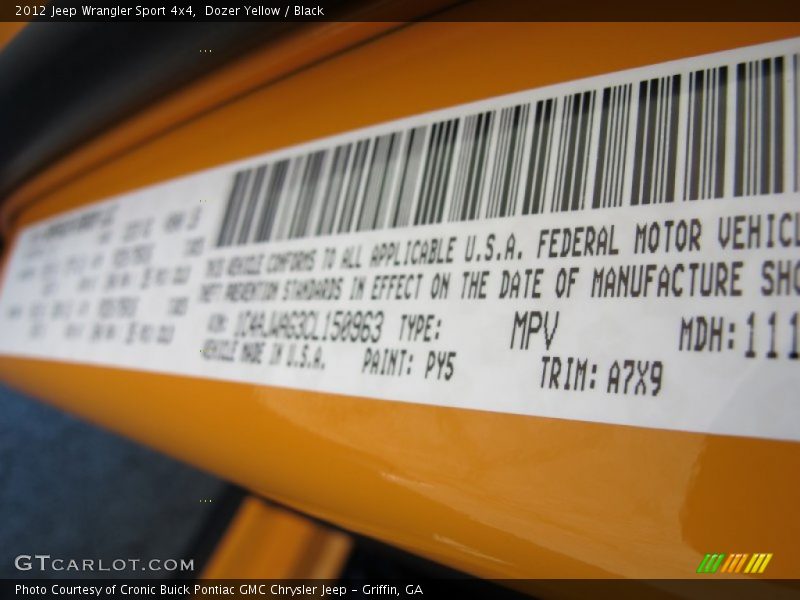 2012 Jeep Wrangler Sport 4x4,  Dozer Yellow / Black
THIS VEHICLE CONFORMS TO ALL APPLICABLE U.S.A. FEDERAL MOTOR VEHICL
THEFT PREVENTION STANDARDS IN EFFECT ON THE DATE OF MANUFACTURE SHO
VIN: 1C4AJWAG3CL150963 TYPE: MPV MDH: 111
VEHICLE MADE IN U.S.A. PAINT: PY5 TRIM: A7X9
GTCARLOT.COM
Photo Courtesy of Cronic Buick Pontiac GMC Chrysler Jeep - Griffin, GA